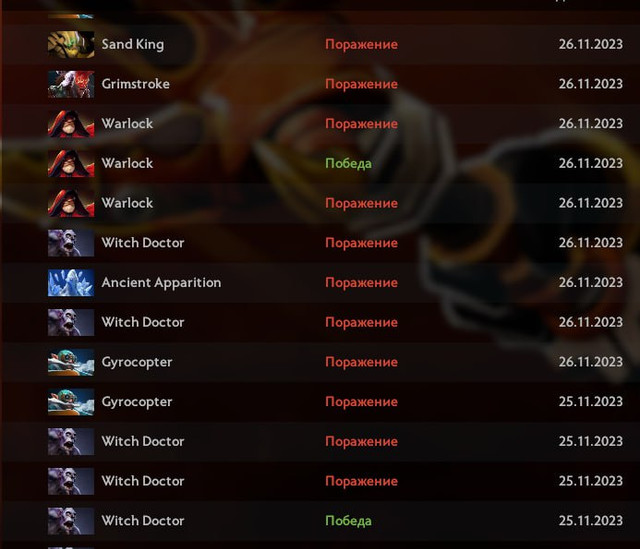 Sand King Поражение 26.11.2023
Grimstroke Поражение 26.11.2023
Warlock Поражение 26.11.2023
Warlock Победа 26.11.2023
Warlock Поражение 26.11.2023
Witch Doctor Поражение 26.11.2023
Ancient Apparition Поражение 26.11.2023
Witch Doctor Поражение 26.11.2023
Gyrocopter Поражение 26.11.2023
Gyrocopter Поражение 25.11.2023
Witch Doctor Поражение 25.11.2023
Witch Doctor Поражение 25.11.2023
Witch Doctor Победа 25.11.2023